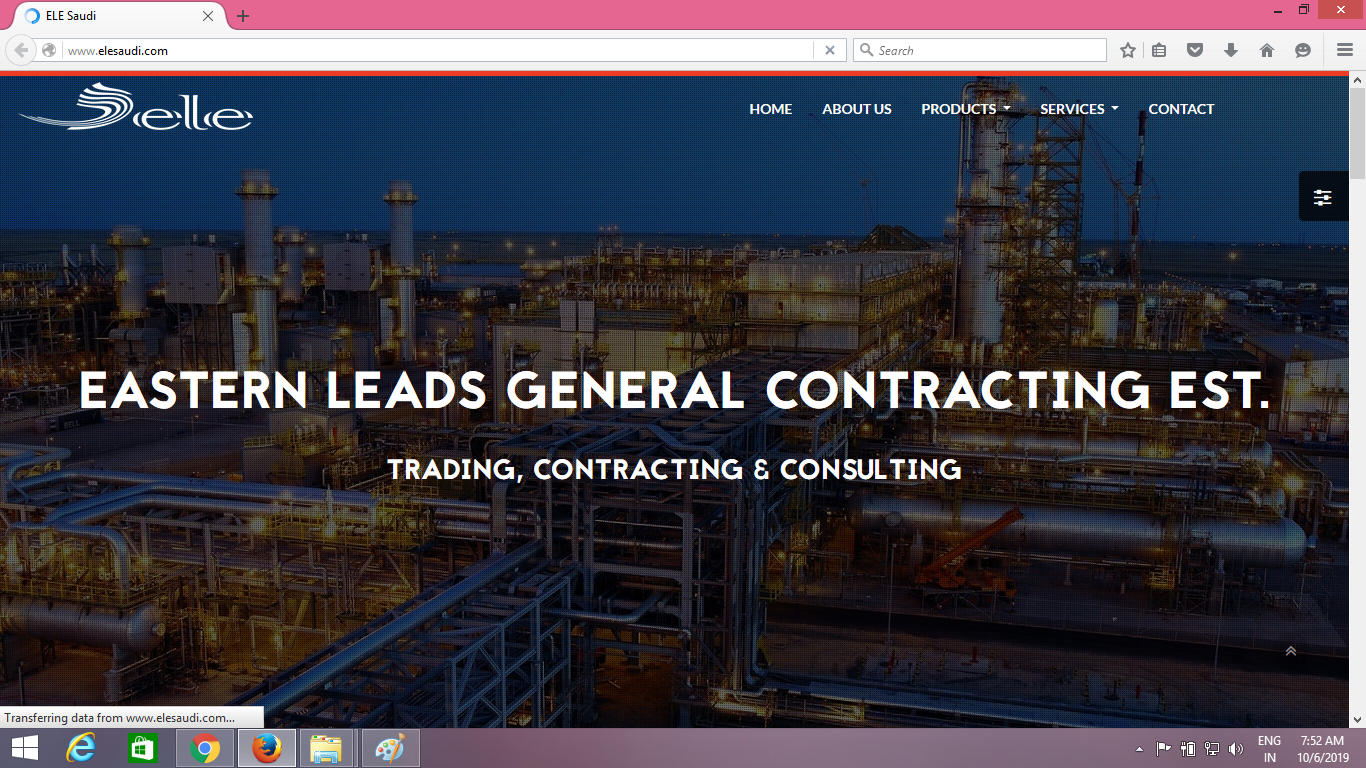 ELE Saudi
www.elesaudi.com
Search
elle
HOME ABOUT US PRODUCTS SERVICES CONTACT
EASTERN LEADS GENERAL CONTRACTING EST.
TRADING, CONTRACTING & CONSULTING
Transferring data from www.elesaudi.com...
ENG 7:52 AM
IN 10/6/2019